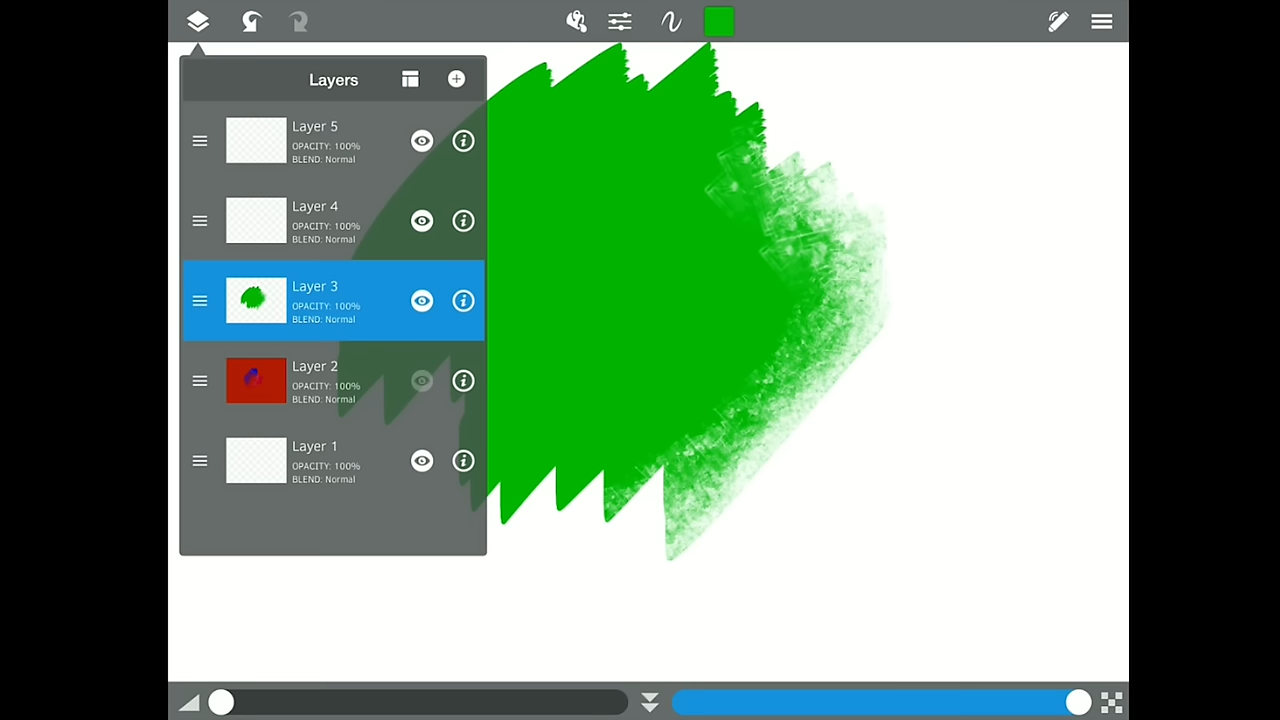 Layers
Layer 5
OPACITY: 100%
BLEND: Normal
Layer 4
OPACITY: 100%
BLEND: Normal
Layer 3
OPACITY: 100%
BLEND: Normal
Layer 2
OPACITY: 100%
BLEND: Normal
Layer 1
OPACITY: 100%
BLEND: Normal